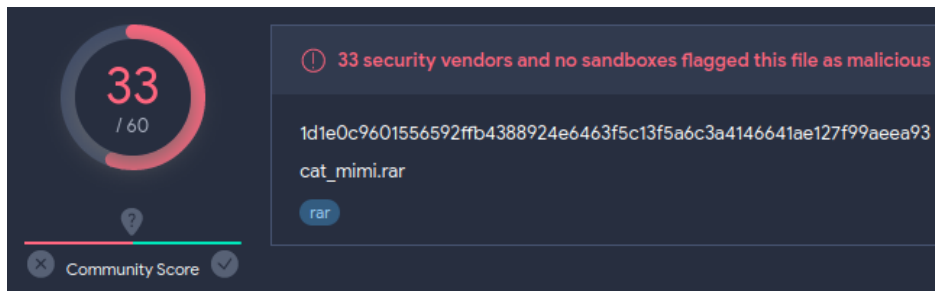 33
/ 60
?
Community Score
33 security vendors and no sandboxes flagged this file as malicious
1d1e0c9601556592ffb4388924e6463f5c13f5a6c3a4146641ae127f99aeea93
cat_mimi.rar
rar